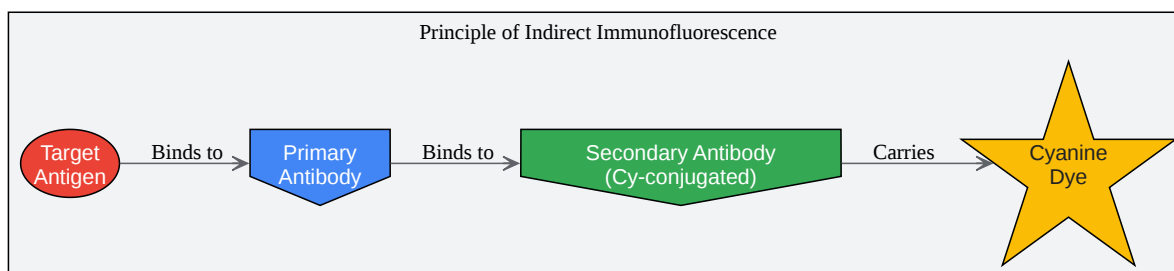 Principle of Indirect Immunofluorescence
Target
Antigen
Binds to
Primary
Antibody
Binds to
Secondary Antibody
(Cy-conjugated)
Carries
Cyanine
Dye